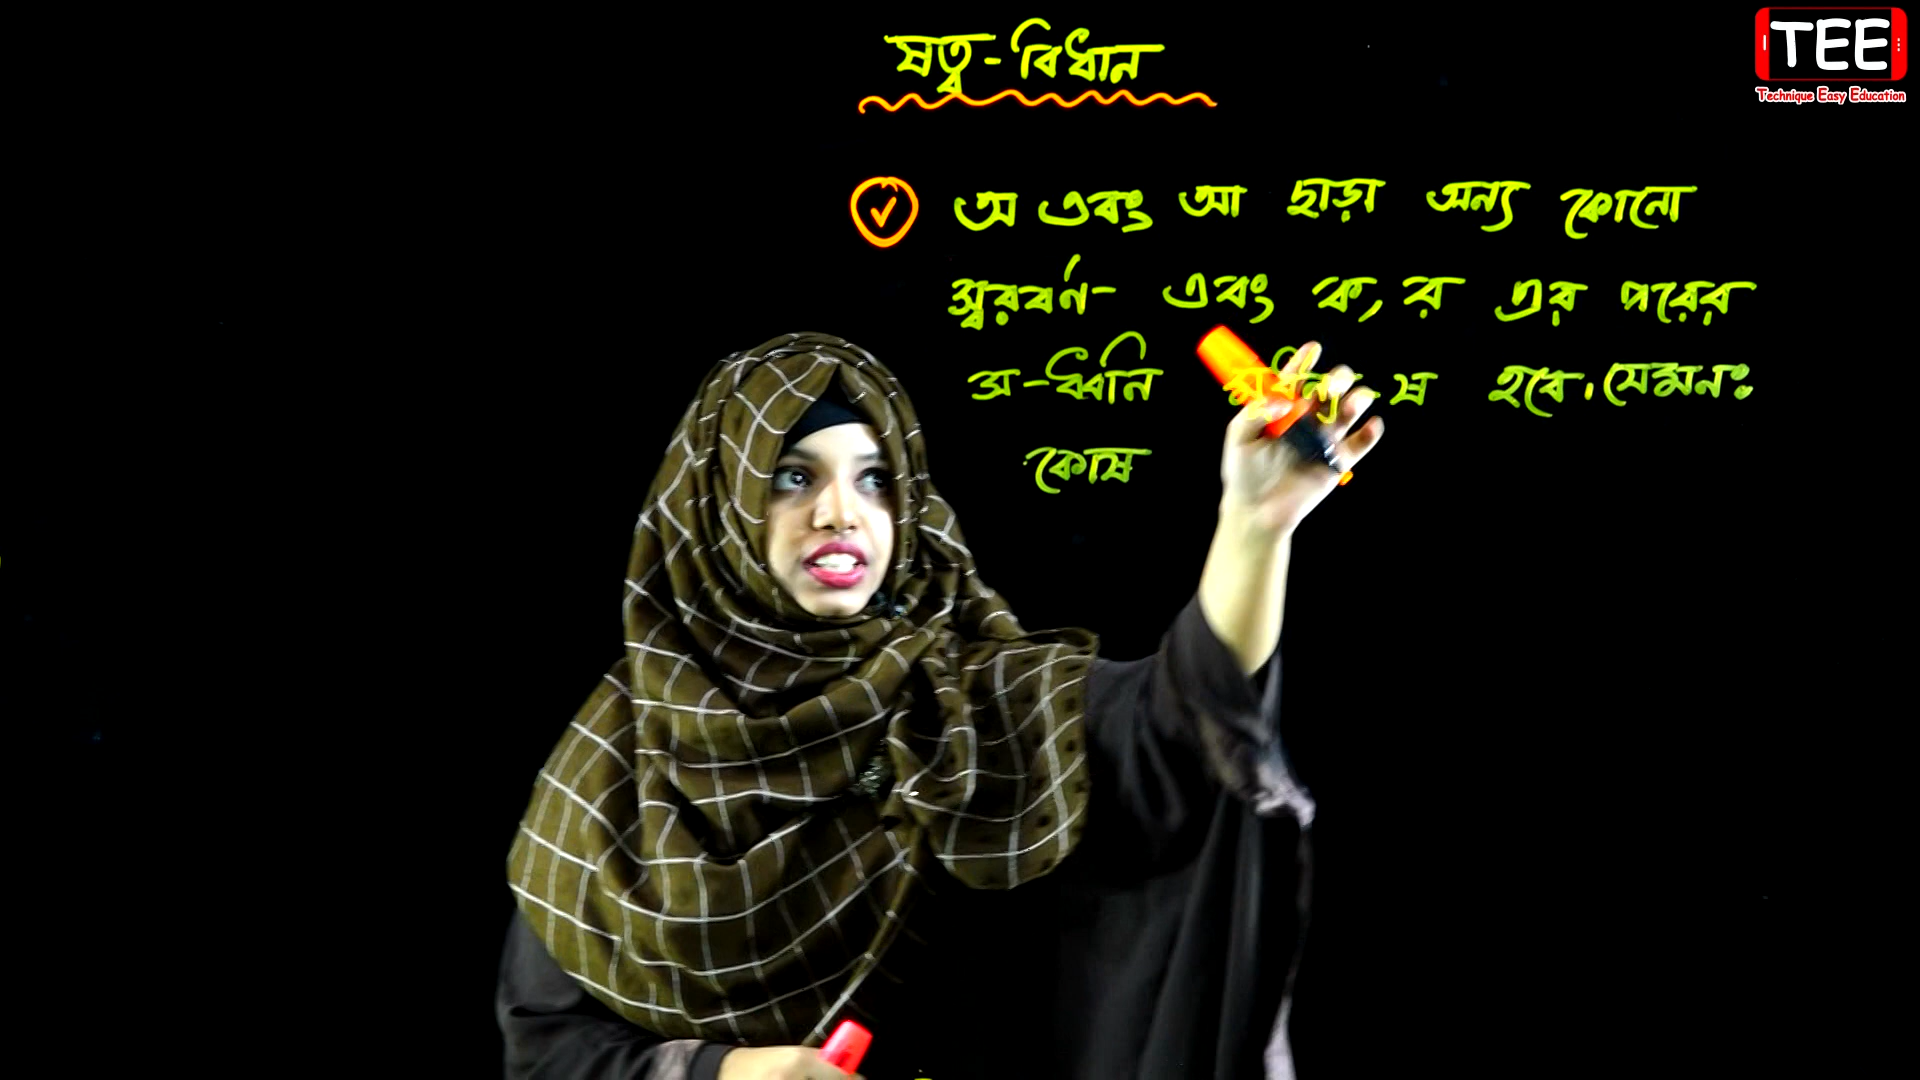 ষত্ব-বিধান
TEE
Technique Easy Education
অ এবং আ ছাড়া অন্য কোনো
স্বরবর্ণ- এবং ক, র এর পরের
স-ধ্বনি মূর্ধন্য-ষ হবে। যেমনঃ
কোষ